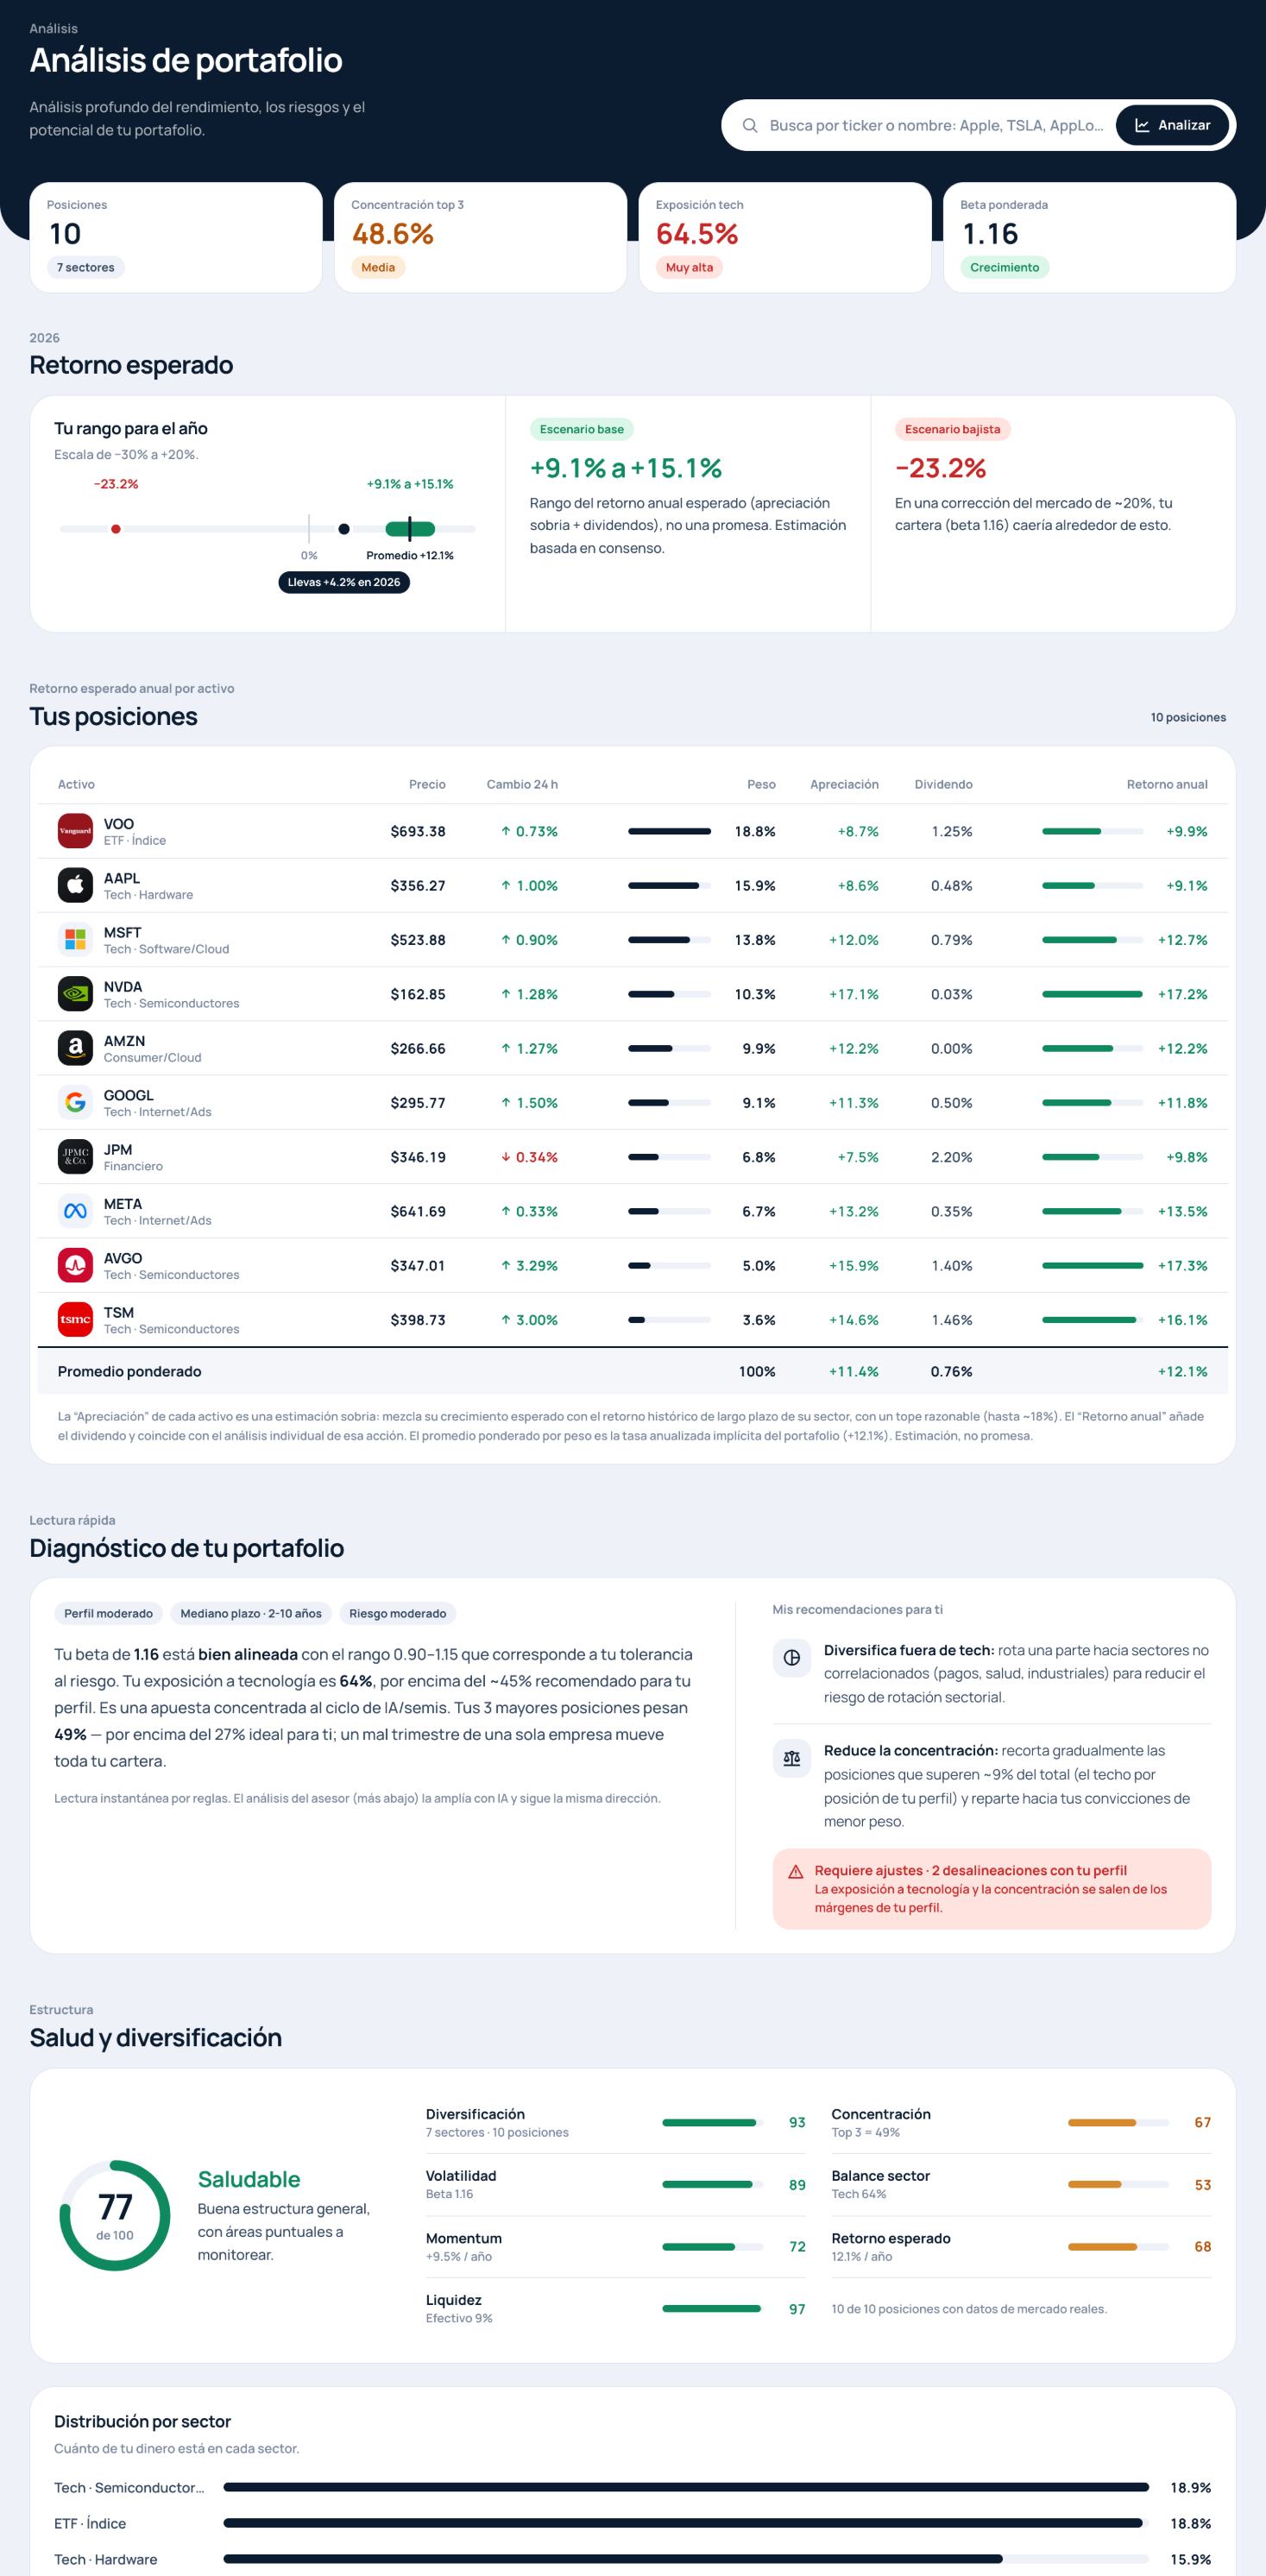 Análisis
Análisis de portafolio
Análisis profundo del rendimiento, los riesgos y el
potencial de tu portafolio.
Busca por ticker o nombre: Apple, TSLA, AppLo…
Analizar
Posiciones
10
7 sectores
Concentración top 3
48.6%
Media
Exposición tech
64.5%
Muy alta
Beta ponderada
1.16
Crecimiento
2026
Retorno esperado
Tu rango para el año
Escala de −30% a +20%.
−23.2%
+9.1% a +15.1%
0%
Promedio +12.1%
Llevas +4.2% en 2026
Escenario base
+9.1% a +15.1%
Rango del retorno anual esperado (apreciación
sobria + dividendos), no una promesa. Estimación
basada en consenso.
Escenario bajista
−23.2%
En una corrección del mercado de ~20%, tu
cartera (beta 1.16) caería alrededor de esto.
Retorno esperado anual por activo
Tus posiciones
10 posiciones
Activo Precio Cambio 24 h Peso Apreciación Dividendo Retorno anual
Vanguard VOO $693.38 ↑ 0.73% 18.8% +8.7% 1.25% +9.9%
ETF · Índice
AAPL $356.27 ↑ 1.00% 15.9% +8.6% 0.48% +9.1%
Tech · Hardware
MSFT $523.88 ↑ 0.90% 13.8% +12.0% 0.79% +12.7%
Tech · Software/Cloud
NVDA $162.85 ↑ 1.28% 10.3% +17.1% 0.03% +17.2%
Tech · Semiconductores
AMZN $266.66 ↑ 1.27% 9.9% +12.2% 0.00% +12.2%
Consumer/Cloud
GOOGL $295.77 ↑ 1.50% 9.1% +11.3% 0.50% +11.8%
Tech · Internet/Ads
JPMC & CO. JPM $346.19 ↓ 0.34% 6.8% +7.5% 2.20% +9.8%
Financiero
META $641.69 ↑ 0.33% 6.7% +13.2% 0.35% +13.5%
Tech · Internet/Ads
AVGO $347.01 ↑ 3.29% 5.0% +15.9% 1.40% +17.3%
Tech · Semiconductores
tsmc TSM $398.73 ↑ 3.00% 3.6% +14.6% 1.46% +16.1%
Tech · Semiconductores
Promedio ponderado 100% +11.4% 0.76% +12.1%
La “Apreciación” de cada activo es una estimación sobria: mezcla su crecimiento esperado con el retorno histórico de largo plazo de su sector, con un tope razonable (hasta ~18%). El “Retorno anual” añade
el dividendo y coincide con el análisis individual de esa acción. El promedio ponderado por peso es la tasa anualizada implícita del portafolio (+12.1%). Estimación, no promesa.
Lectura rápida
Diagnóstico de tu portafolio
Perfil moderado
Mediano plazo · 2-10 años
Riesgo moderado
Tu beta de 1.16 está bien alineada con el rango 0.90–1.15 que corresponde a tu tolerancia
al riesgo. Tu exposición a tecnología es 64%, por encima del ~45% recomendado para tu
perfil. Es una apuesta concentrada al ciclo de IA/semis. Tus 3 mayores posiciones pesan
49% — por encima del 27% ideal para ti; un mal trimestre de una sola empresa mueve
toda tu cartera.
Lectura instantánea por reglas. El análisis del asesor (más abajo) la amplía con IA y sigue la misma dirección.
Mis recomendaciones para ti
Diversifica fuera de tech: rota una parte hacia sectores no
correlacionados (pagos, salud, industriales) para reducir el
riesgo de rotación sectorial.
Reduce la concentración: recorta gradualmente las
posiciones que superen ~9% del total (el techo por
posición de tu perfil) y reparte hacia tus convicciones de
menor peso.
Requiere ajustes · 2 desalineaciones con tu perfil
La exposición a tecnología y la concentración se salen de los
márgenes de tu perfil.
Estructura
Salud y diversificación
77
de 100
Saludable
Buena estructura general,
con áreas puntuales a
monitorear.
Diversificación 93
7 sectores · 10 posiciones
Volatilidad 89
Beta 1.16
Momentum 72
+9.5% / año
Liquidez 97
Efectivo 9%
Concentración 67
Top 3 = 49%
Balance sector 53
Tech 64%
Retorno esperado 68
12.1% / año
10 de 10 posiciones con datos de mercado reales.
Distribución por sector
Cuánto de tu dinero está en cada sector.
Tech · Semiconductor… 18.9%
ETF · Índice 18.8%
Tech · Hardware 15.9%